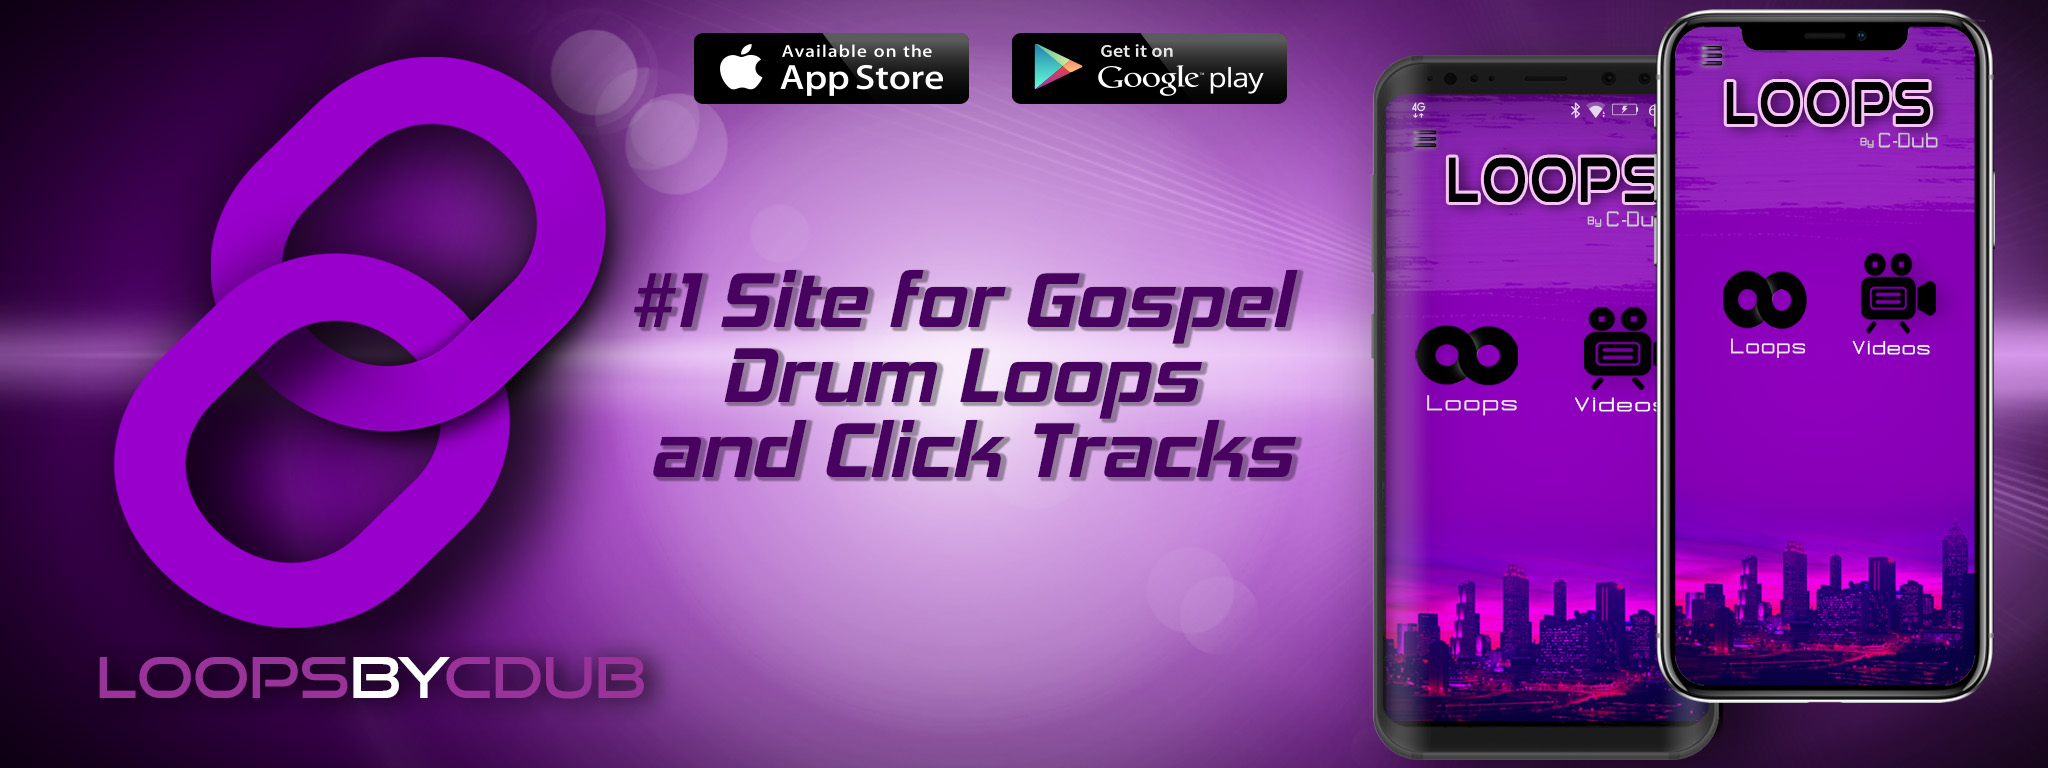 Available on the
App Store
Get it on
Google play
#1 Site for Gospel
Drum Loops
and Click Tracks
LOOPSBYCDUB
4G
LOOPS
By C-Du
Loops
Videos
LOOPS
By C-Dub
Loops
Videos